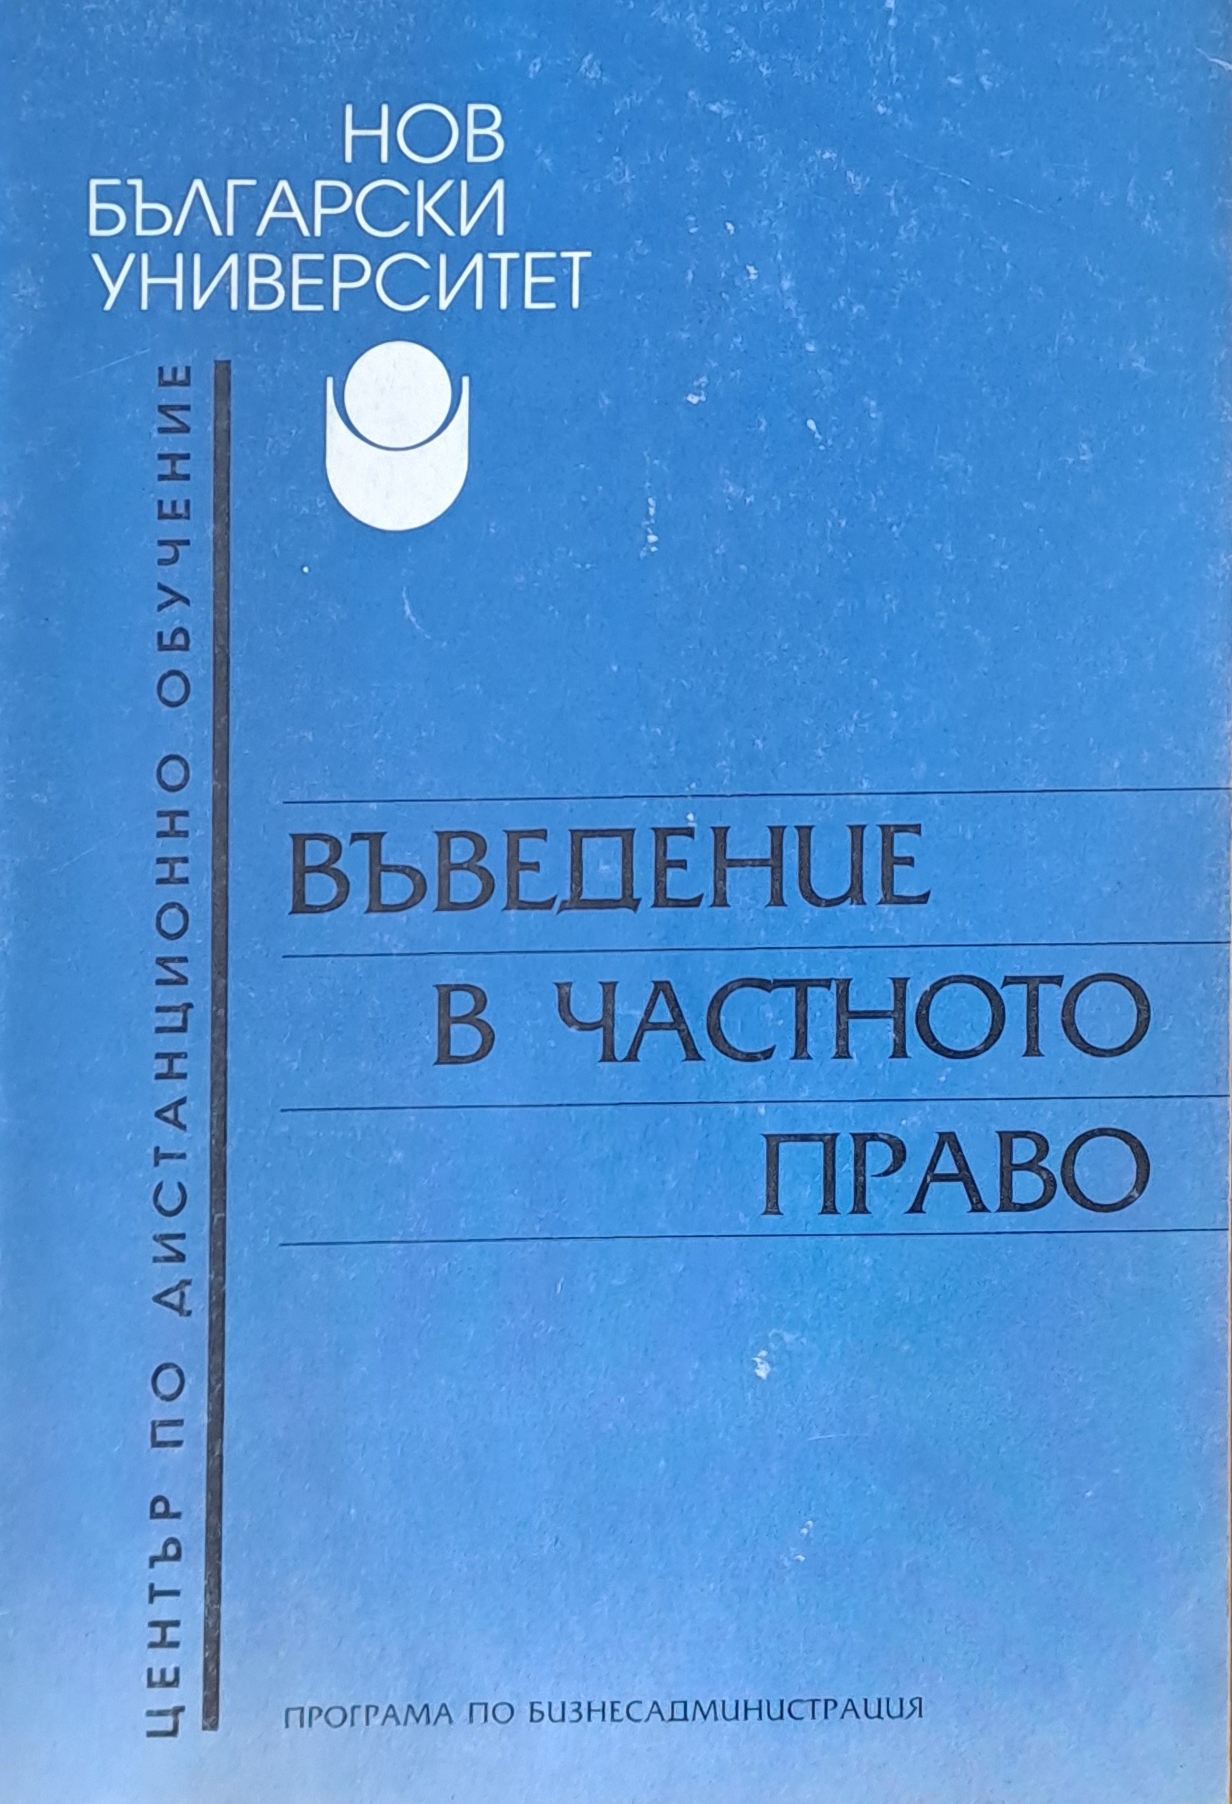 НОВ
БЪЛГАРСКИ
УНИВЕРСИТЕТ
ЦЕНТЪР ПО ДИСТАНЦИОННО ОБУЧЕНИЕ
ВЪВЕДЕНИЕ
В ЧАСТНОТО
ПРАВО
ПРОГРАМА ПО БИЗНЕСАДМИНИСТРАЦИЯ